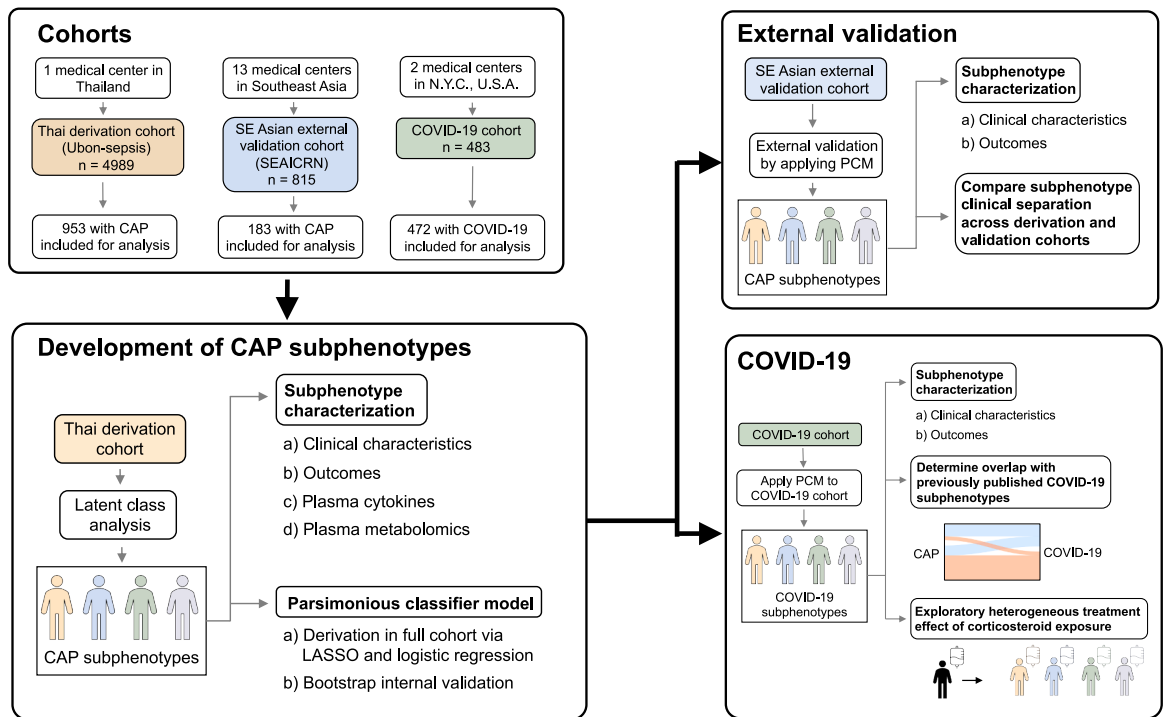 Cohorts
1 medical center in
Thailand
Thai derivation cohort
(Ubon-sepsis)
n = 4989
953 with CAP
included for analysis
13 medical centers
in Southeast Asia
SE Asian external
validation cohort
(SEAICRN)
n = 815
183 with CAP
included for analysis
2 medical centers
in N.Y.C., U.S.A.
COVID-19 cohort
n = 483
472 with COVID-19
included for analysis
Development of CAP subphenotypes
Thai derivation
cohort
Latent class
analysis
CAP subphenotypes
Subphenotype
characterization
a) Clinical characteristics
b) Outcomes
c) Plasma cytokines
d) Plasma metabolomics
Parsimonious classifier model
a) Derivation in full cohort via
LASSO and logistic regression
b) Bootstrap internal validation
External validation
SE Asian external
validation cohort
External validation
by applying PCM
CAP subphenotypes
Subphenotype
characterization
a) Clinical characteristics
b) Outcomes
Compare subphenotype
clinical separation
across derivation and
validation cohorts
COVID-19
COVID-19 cohort
Apply PCM to
COVID-19 cohort
COVID-19
subphenotypes
Subphenotype
characterization
a) Clinical characteristics
b) Outcomes
Determine overlap with
previously published COVID-19
subphenotypes
CAP
COVID-19
Exploratory heterogeneous treatment
effect of corticosteroid exposure